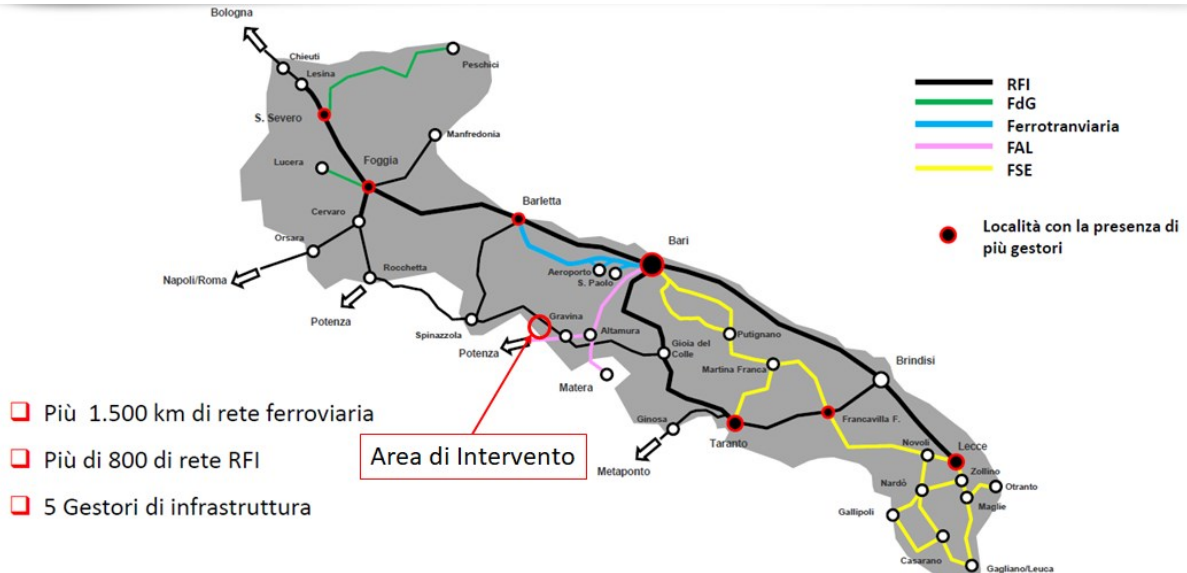 Bologna
Chieuti
Lesina
Peschici
S. Severo
Manfredonia
Lucera
Foggia
Cervaro
Barletta
Orsara
Bari
Napoli/Roma
Rocchetta
Aeroporto
S. Paolo
Potenza
Spinazzola
Gravina
Altamura
Potenza
Gioia del
Colle
Putignano
Matera
Martina Franca
Brindisi
Ginosa
Taranto
Francavilla F.
Metaponto
Novoli
Lecce
Zollino
Nardò
Otranto
Maglie
Gallipoli
Casarano
Gagliano/Leuca
RFI
FdG
Ferrotranviaria
FAL
FSE
Località con la presenza di
più gestori
Area di Intervento
Più 1.500 km di rete ferroviaria
Più di 800 di rete RFI
5 Gestori di infrastruttura